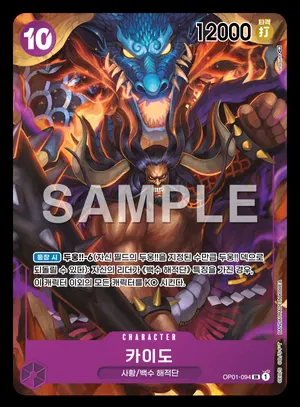 10
12000
타격
打
SAMPLE
등장 시 두웅!!-6(자신 필드의 두웅!!을 지정된 수만큼 두웅!! 덱으로
되돌릴 수 있다): 자신의 리더가 《백수 해적단》 특징을 가진 경우,
이 캐릭터 이외의 모든 캐릭터를 KO 시킨다.
CHARACTER
카이도
사황/백수 해적단
OP01-094 SR 1